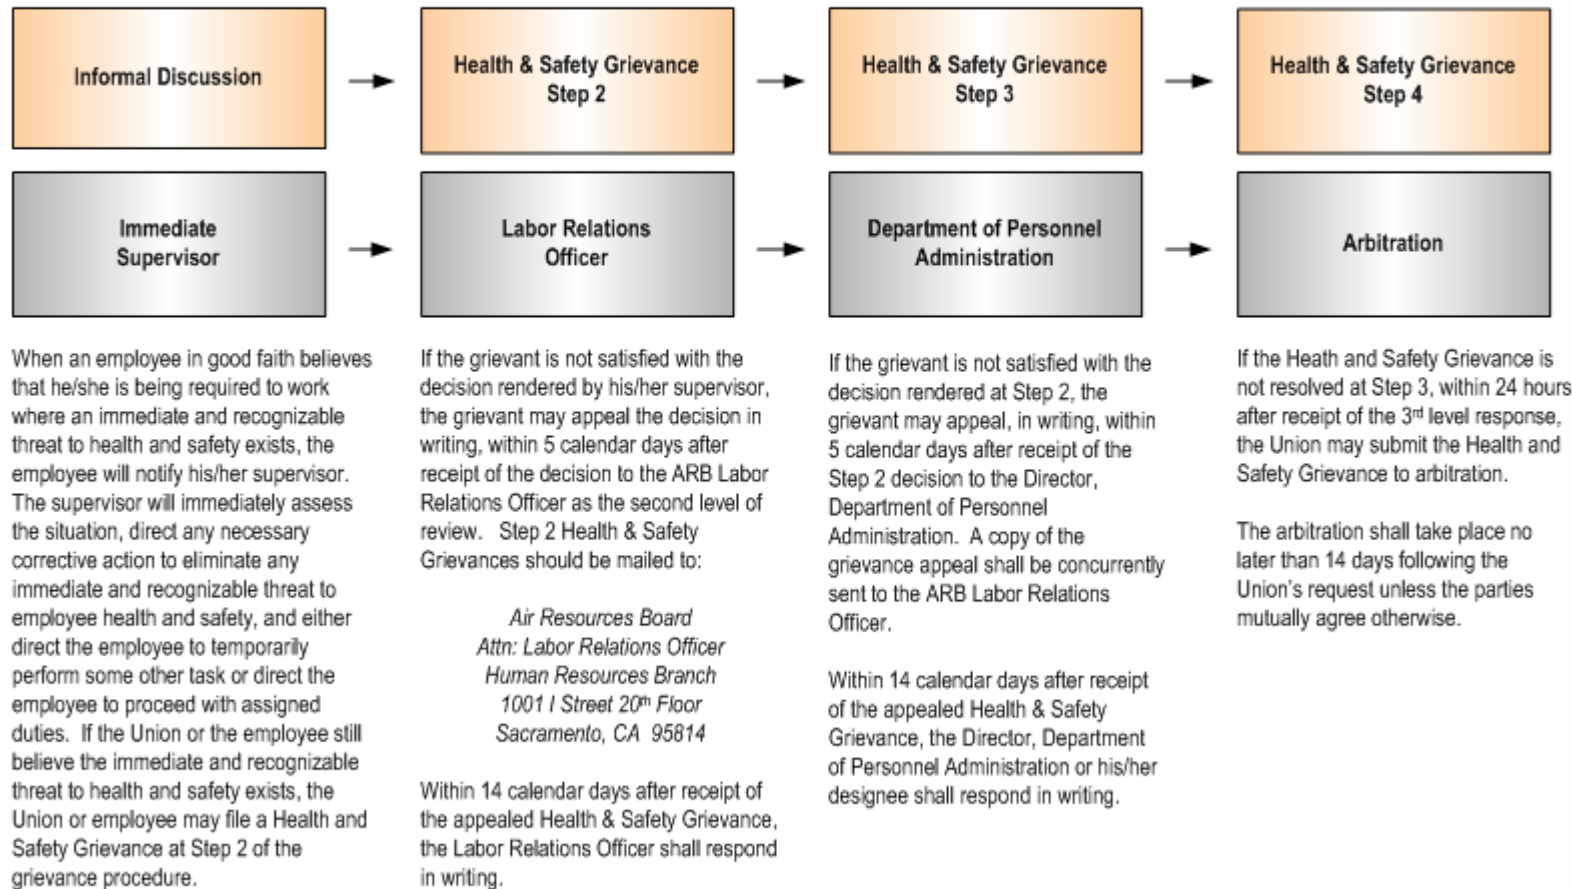 Informal Discussion
Health & Safety Grievance
Step 2
Health & Safety Grievance
Step 3
Health & Safety Grievance
Step 4
Immediate
Supervisor
Labor Relations
Officer
Department of Personnel
Administration
Arbitration
When an employee in good faith believes
that he/she is being required to work
where an immediate and recognizable
threat to health and safety exists, the
employee will notify his/her supervisor.
The supervisor will immediately assess
the situation, direct any necessary
corrective action to eliminate any
immediate and recognizable threat to
employee health and safety, and either
direct the employee to temporarily
perform some other task or direct the
employee to proceed with assigned
duties.  If the Union or the employee still
believe the immediate and recognizable
threat to health and safety exists, the
Union or employee may file a Health and
Safety Grievance at Step 2 of the
grievance procedure.
If the grievant is not satisfied with the
decision rendered by his/her supervisor,
the grievant may appeal the decision in
writing, within 5 calendar days after
receipt of the decision to the ARB Labor
Relations Officer as the second level of
review.   Step 2 Health & Safety
Grievances should be mailed to:
Air Resources Board
Attn: Labor Relations Officer
Human Resources Branch
1001 I Street 20th Floor
Sacramento, CA  95814
Within 14 calendar days after receipt of
the appealed Health & Safety Grievance,
the Labor Relations Officer shall respond
in writing.
If the grievant is not satisfied with the
decision rendered at Step 2, the
grievant may appeal, in writing, within
5 calendar days after receipt of the
Step 2 decision to the Director,
Department of Personnel
Administration.  A copy of the
grievance appeal shall be concurrently
sent to the ARB Labor Relations
Officer.
Within 14 calendar days after receipt
of the appealed Health & Safety
Grievance, the Director, Department
of Personnel Administration or his/her
designee shall respond in writing.
If the Heath and Safety Grievance is
not resolved at Step 3, within 24 hours
after receipt of the 3rd level response,
the Union may submit the Health and
Safety Grievance to arbitration.
The arbitration shall take place no
later than 14 days following the
Union's request unless the parties
mutually agree otherwise.